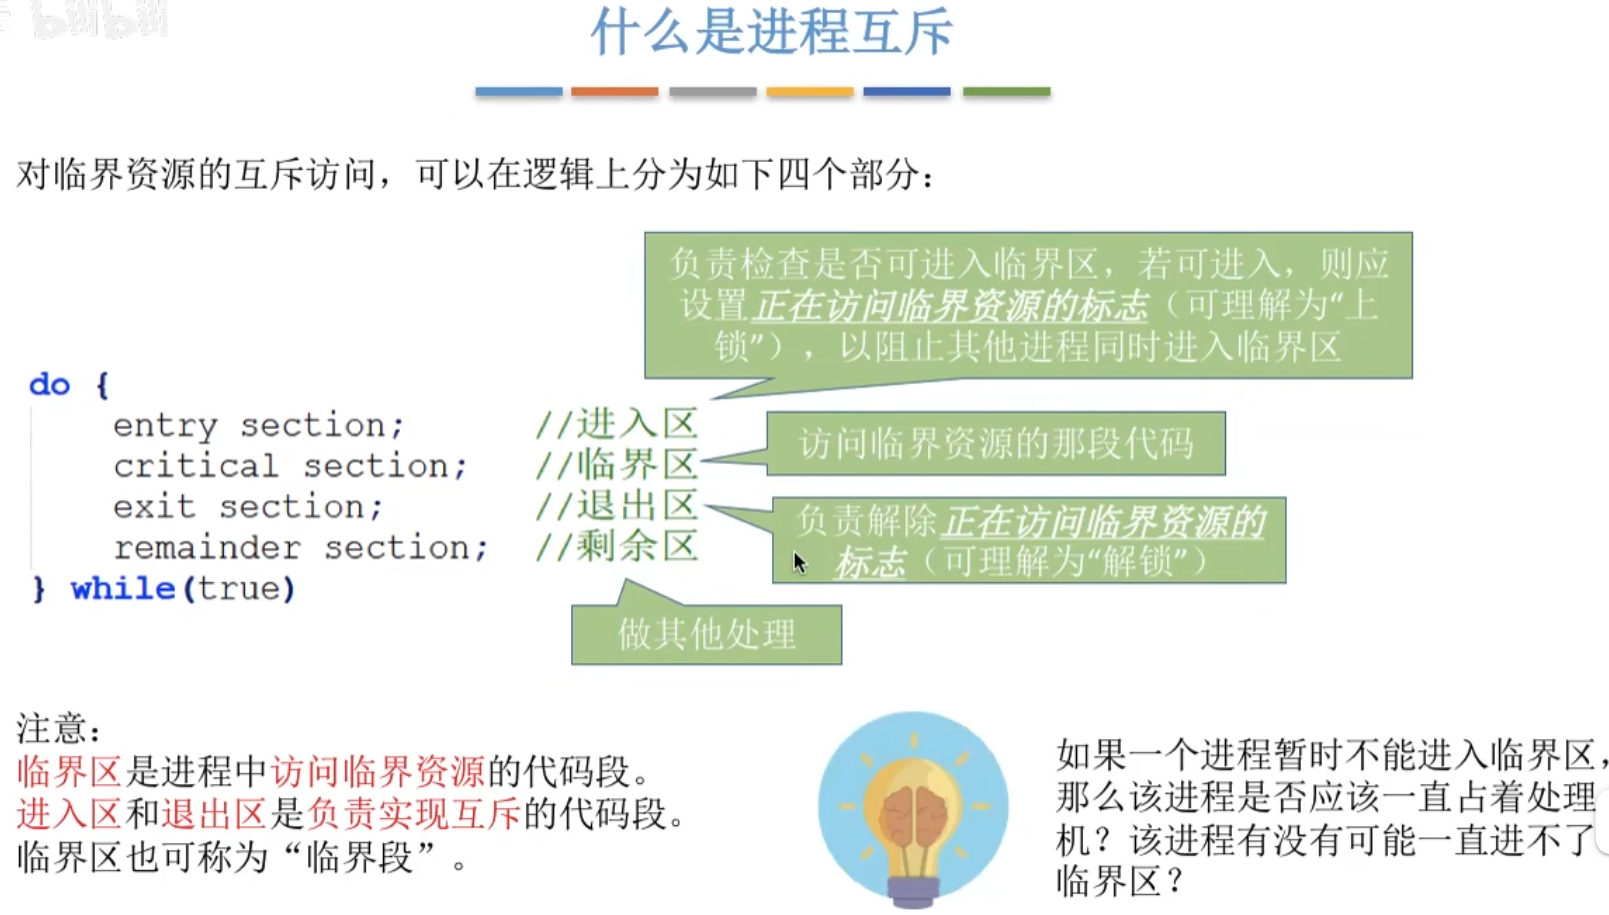 bilibili
什么是进程互斥
对临界资源的互斥访问，可以在逻辑上分为如下四个部分：
负责检查是否可进入临界区，若可进入，则应
设置正在访问临界资源的标志（可理解为“上
锁”），以阻止其他进程同时进入临界区
do {
entry section; //进入区
critical section; //临界区
exit section; //退出区
remainder section; //剩余区
} while(true)
访问临界资源的那段代码
负责解除正在访问临界资源的
标志（可理解为“解锁”）
做其他处理
注意：
临界区是进程中访问临界资源的代码段。
进入区和退出区是负责实现互斥的代码段。
临界区也可称为“临界段”。
如果一个进程暂时不能进入临界区，
那么该进程是否应该一直占着处理
机？该进程有没有可能一直进不了
临界区？